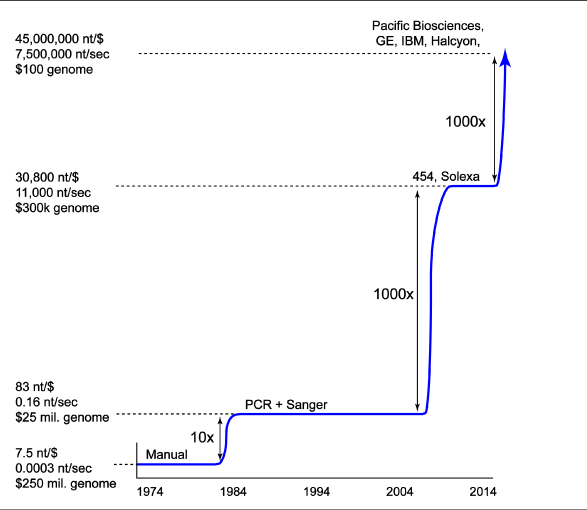 Pacific Biosciences,
GE, IBM, Halcyon,
45,000,000 nt/$
7,500,000 nt/sec
$100 genome
1000x
30,800 nt/$
11,000 nt/sec
$300k genome
454, Solexa
1000x
83 nt/$
0.16 nt/sec
$25 mil. genome
PCR + Sanger
10x
7.5 nt/$
0.0003 nt/sec
$250 mil. genome
Manual
1974 1984 1994 2004 2014